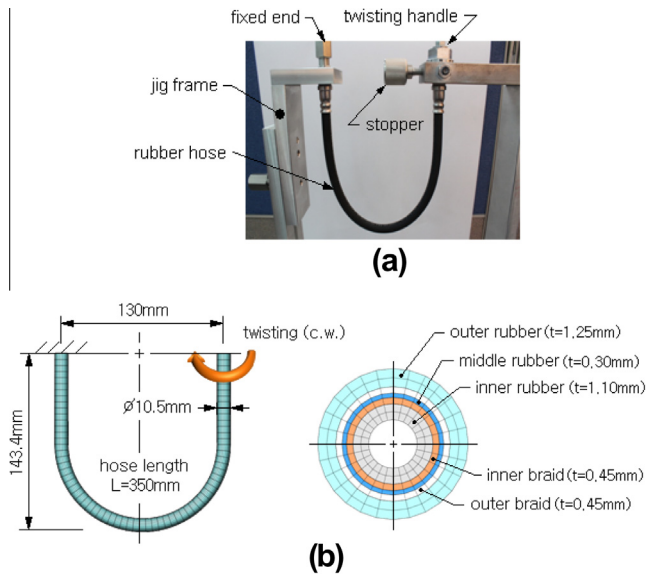 fixed end
twisting handle
jig frame
stopper
rubber hose
(a)
130mm
twisting (c.w.)
Ø10.5mm
143.4mm
hose length
L=350mm
outer rubber(t=1.25mm)
middle rubber(t=0.30mm)
inner rubber(t=1.10mm)
inner braid(t=0.45mm)
outer braid(t=0.45mm)
(b)